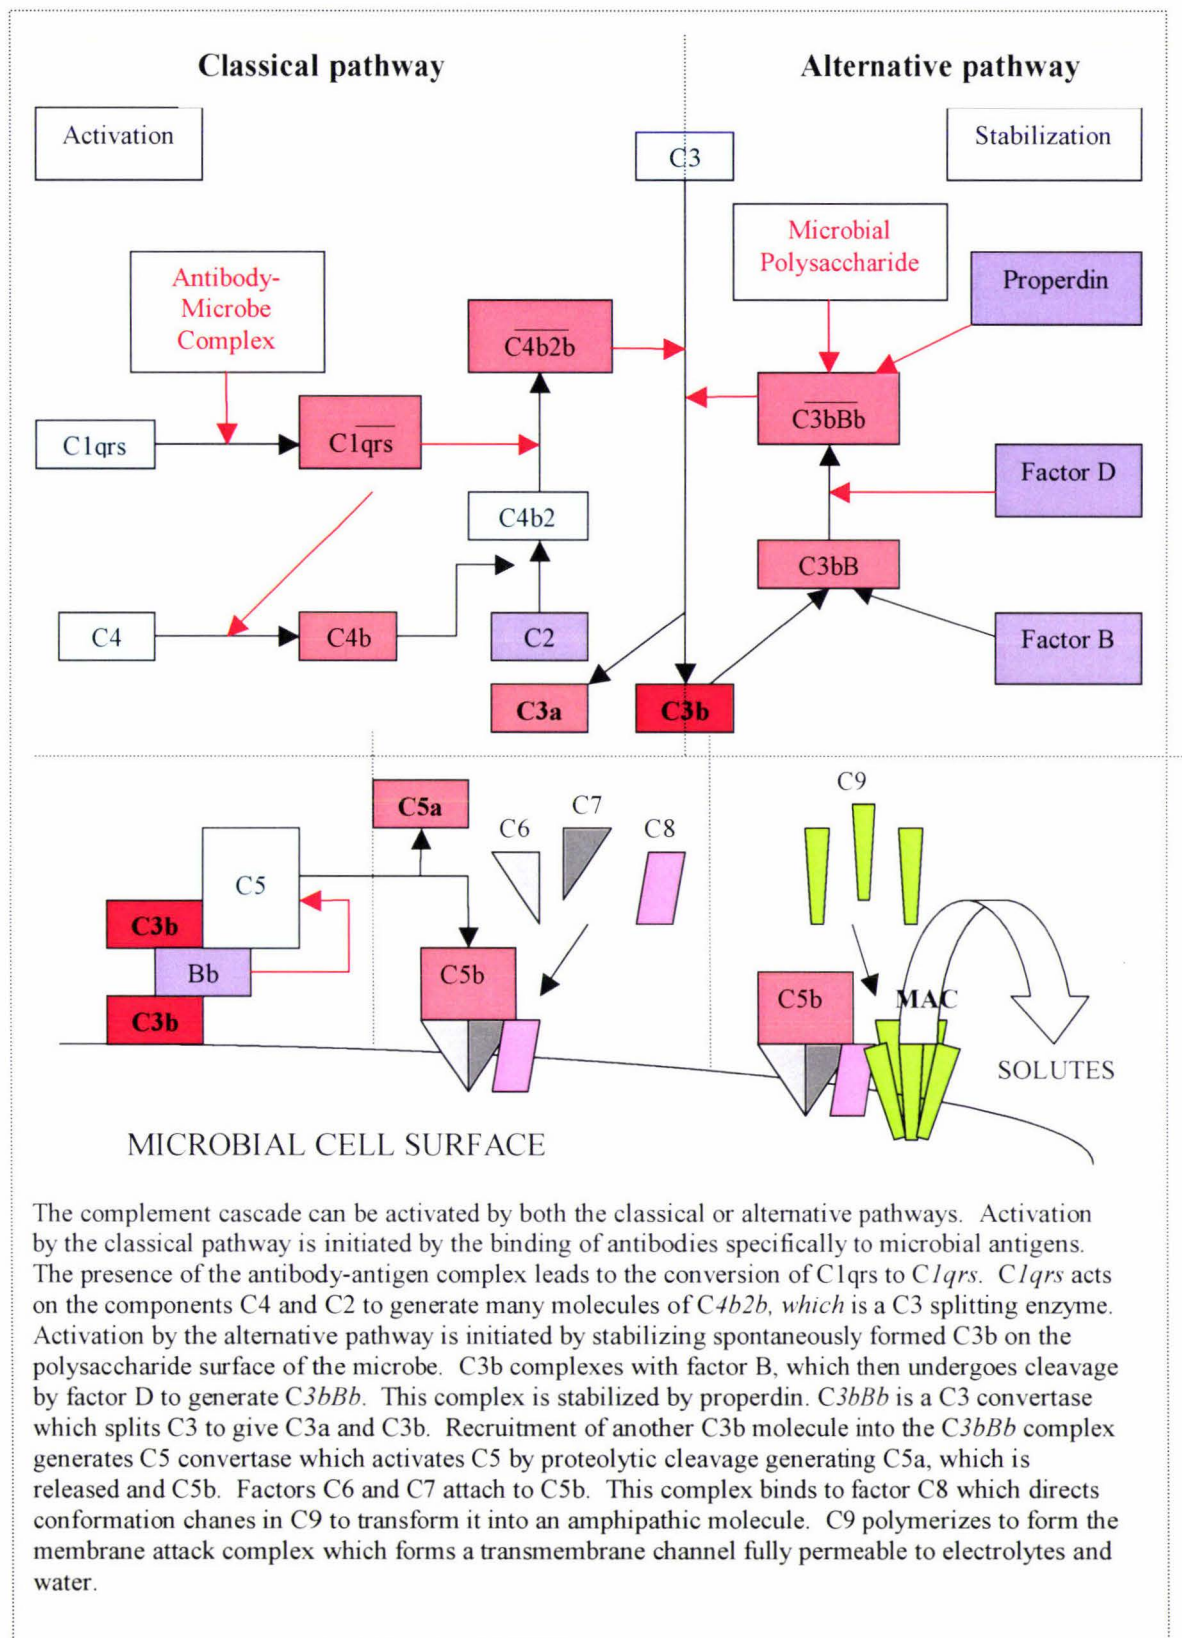 Classical pathway
Alternative pathway
Activation
Stabilization
C3
Microbial
Polysaccharide
Properdin
Antibody-
Microbe
Complex
C4b2b
C3bBb
C1qrs
C1qrs
Factor D
C4b2
C3bB
C4
C4b
C2
Factor B
C3a
C3b
C9
C5a
C7
C6
C8
C5
C3b
Bb
C5b
C5b
MAC
C3b
SOLUTES
MICROBIAL CELL SURFACE
The complement cascade can be activated by both the classical or alternative pathways. Activation
by the classical pathway is initiated by the binding of antibodies specifically to microbial antigens.
The presence of the antibody-antigen complex leads to the conversion of C1qrs to C1qrs. C1qrs acts
on the components C4 and C2 to generate many molecules of C4b2b, which is a C3 splitting enzyme.
Activation by the alternative pathway is initiated by stabilizing spontaneously formed C3b on the
polysaccharide surface of the microbe. C3b complexes with factor B, which then undergoes cleavage
by factor D to generate C3bBb. This complex is stabilized by properdin. C3bBb is a C3 convertase
which splits C3 to give C3a and C3b. Recruitment of another C3b molecule into the C3bBb complex
generates C5 convertase which activates C5 by proteolytic cleavage generating C5a, which is
released and C5b. Factors C6 and C7 attach to C5b. This complex binds to factor C8 which directs
conformation chanes in C9 to transform it into an amphipathic molecule. C9 polymerizes to form the
membrane attack complex which forms a transmembrane channel fully permeable to electrolytes and
water.